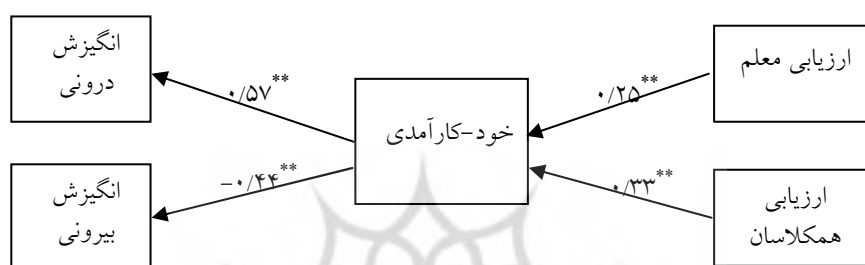 ارزیابی معلم
ارزیابی
همکلاسان
۰/۲۵**
۰/۳۳**
خود-کارآمدی
۰/۵۷**
-۰/۴۴**
انگیزش
درونی
انگیزش
بیرونی